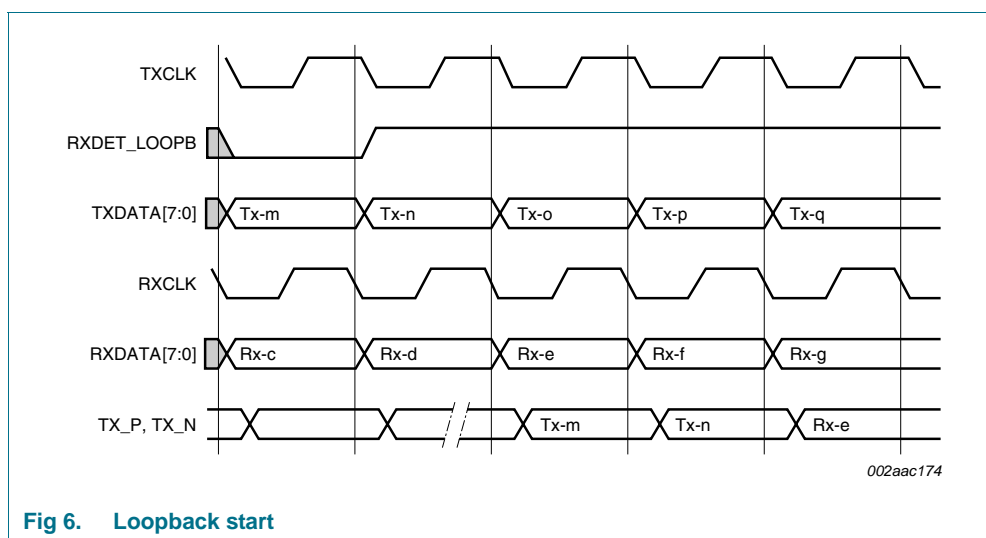 TXCLK
RXDET_LOOPB
TXDATA[7:0] Tx-m Tx-n Tx-o Tx-p Tx-q
RXCLK
RXDATA[7:0] Rx-c Rx-d Rx-e Rx-f Rx-g
TX_P, TX_N Tx-m Tx-n Rx-e
002aac174
Fig 6. Loopback start